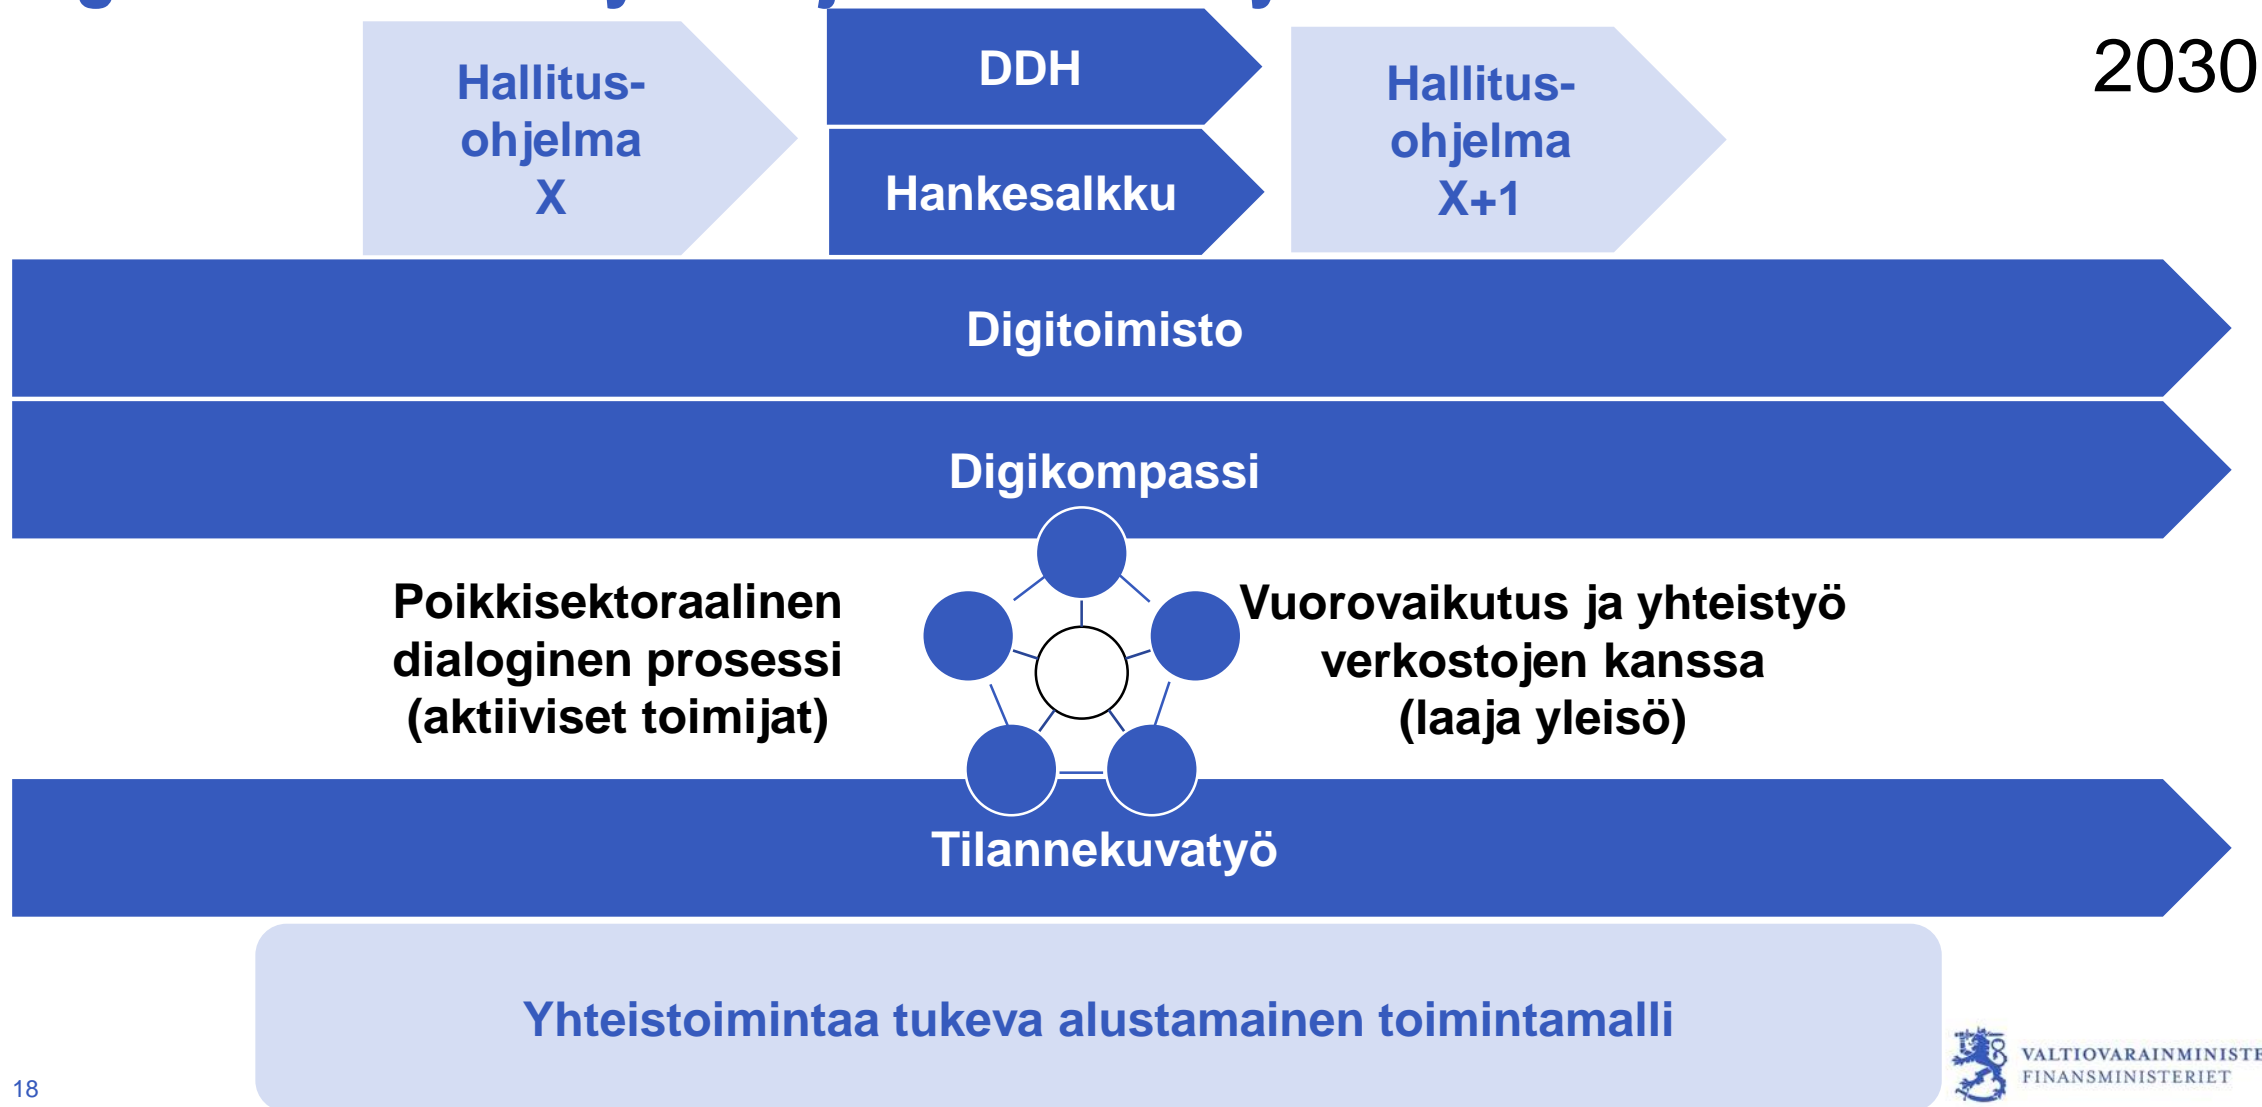 Hallitus-
ohjelma
X
DDH
Hankesalkku
Hallitus-
ohjelma
X+1
2030
Digitoimisto
Digikompassi
Poikkisektoraalinen
dialoginen prosessi
(aktiiviset toimijat)
Vuorovaikutus ja yhteistyö
verkostojen kanssa
(laaja yleisö)
Tilannekuvatyö
Yhteistoimintaa tukeva alustamainen toimintamalli
VALTIOVARAINMINISTE
FINANSMINISTERIET
18